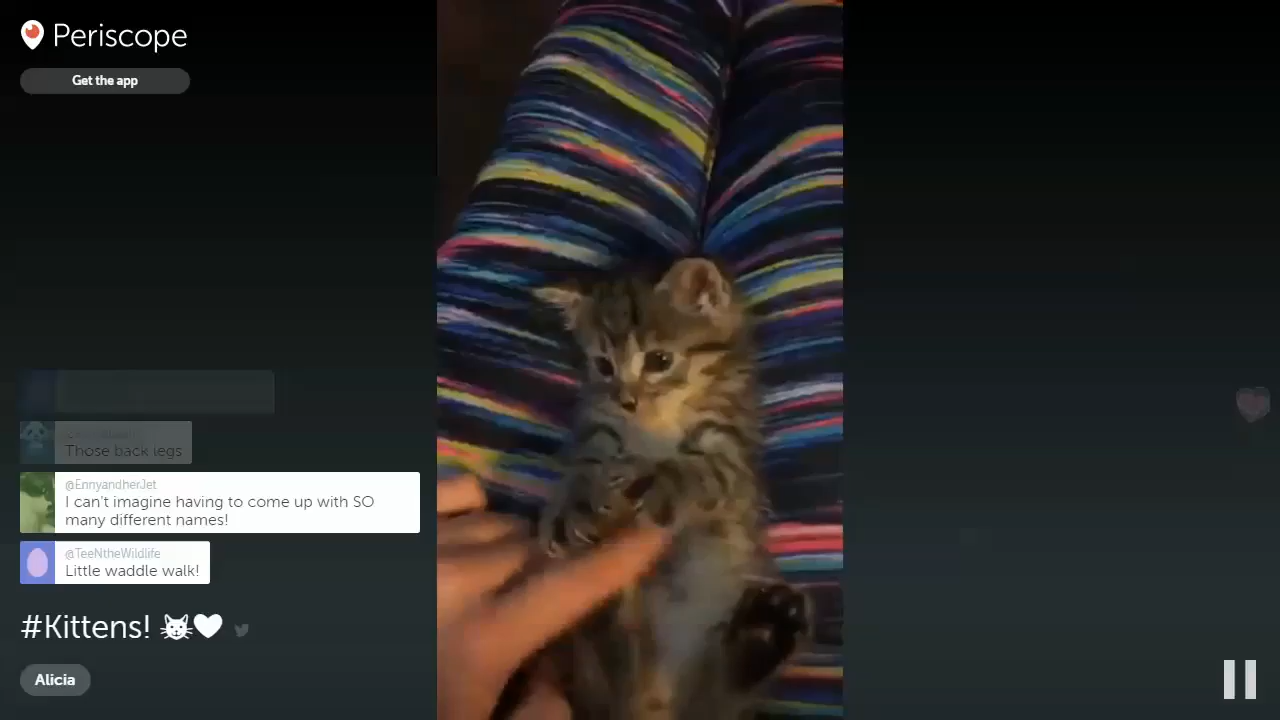 Periscope
Get the app
Those back legs
@EnnyandherJet
I can't imagine having to come up with SO
many different names!
@TeeNtheWildlife
Little waddle walk!
#Kittens!
Alicia